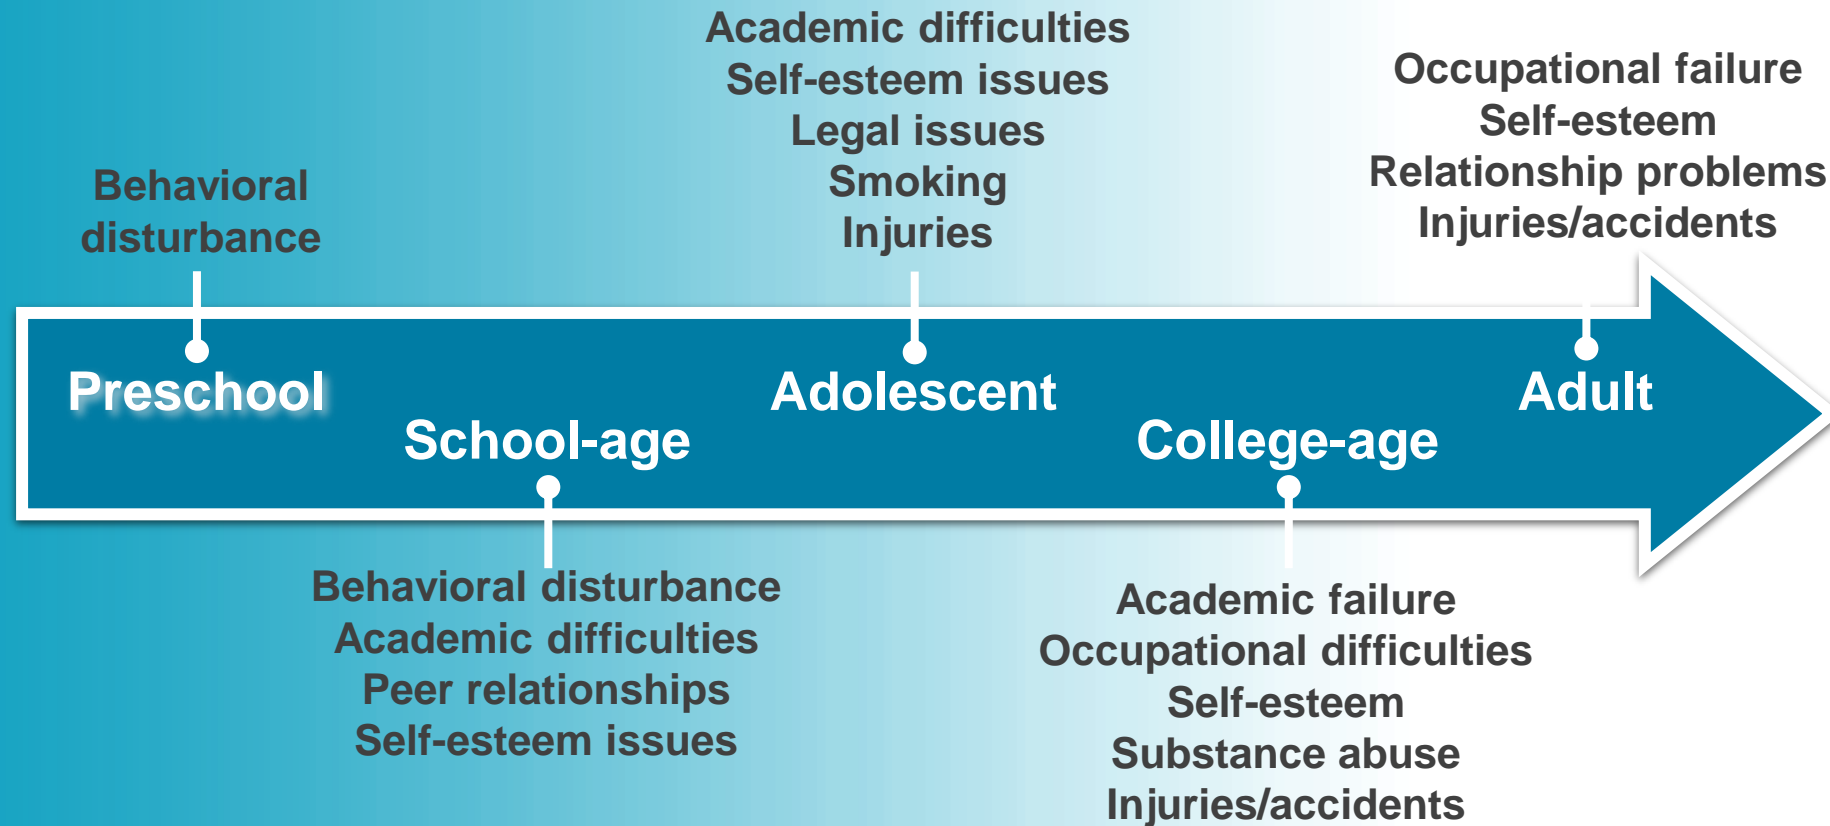 Academic difficulties
Self-esteem issues
Legal issues
Smoking
Injuries
Occupational failure
Self-esteem
Relationship problems
Injuries/accidents
Behavioral
disturbance
Preschool
School-age
Adolescent
College-age
Adult
Behavioral disturbance
Academic difficulties
Peer relationships
Self-esteem issues
Academic failure
Occupational difficulties
Self-esteem
Substance abuse
Injuries/accidents